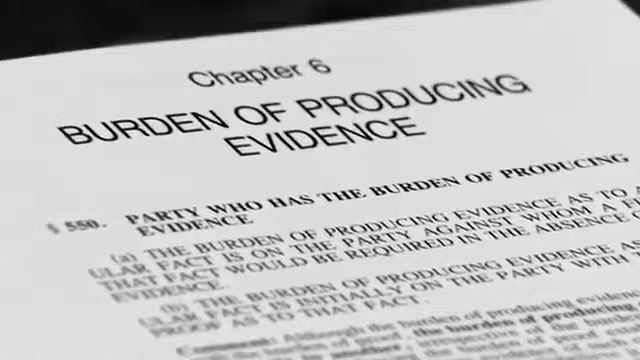 Chapter 6
BURDEN OF PRODUCING
EVIDENCE
§ 550. PARTY WHO HAS THE BURDEN OF PRODUCING
EVIDENCE
(a) THE BURDEN OF PRODUCING EVIDENCE AS TO A
ULAR FACT IS ON THE PARTY AGAINST WHOM A F
THAT FACT WOULD BE REQUIRED IN THE ABSENCE
EVIDENCE.
(b) THE BURDEN OF PRODUCING EVIDENCE AS
ULAR FACT IS INITIALLY ON THE PARTY WITH
PROOF AS TO THAT FACT.
Comment: Although the burden of producing evidence
the burden of producing